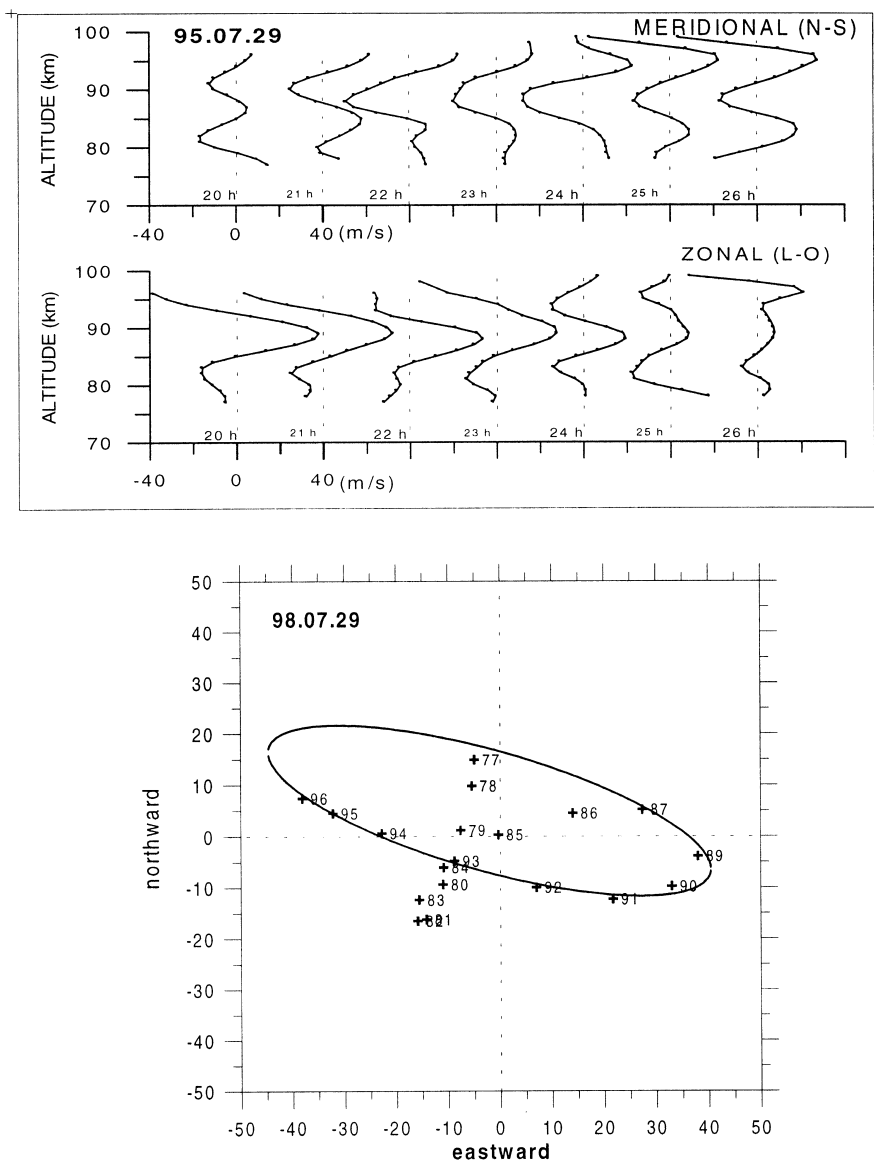 MERIDIONAL (N-S)
95.07.29
ALTITUDE (km)
100
90
80
70
20 h
21 h
22 h
23 h
24 h
25 h
26 h
-40 0 40 (m/s)
ZONAL (L-O)
ALTITUDE (km)
100
90
80
70
20 h
21 h
22 h
23 h
24 h
25 h
26 h
-40 0 40 (m/s)
98.07.29
northward
50
40
30
20
10
0
-10
-20
-30
-40
-50
77
78
79
80
81
83
84
85
86
87
89
90
91
92
93
94
95
96
-50 -40 -30 -20 -10 0 10 20 30 40 50
eastward